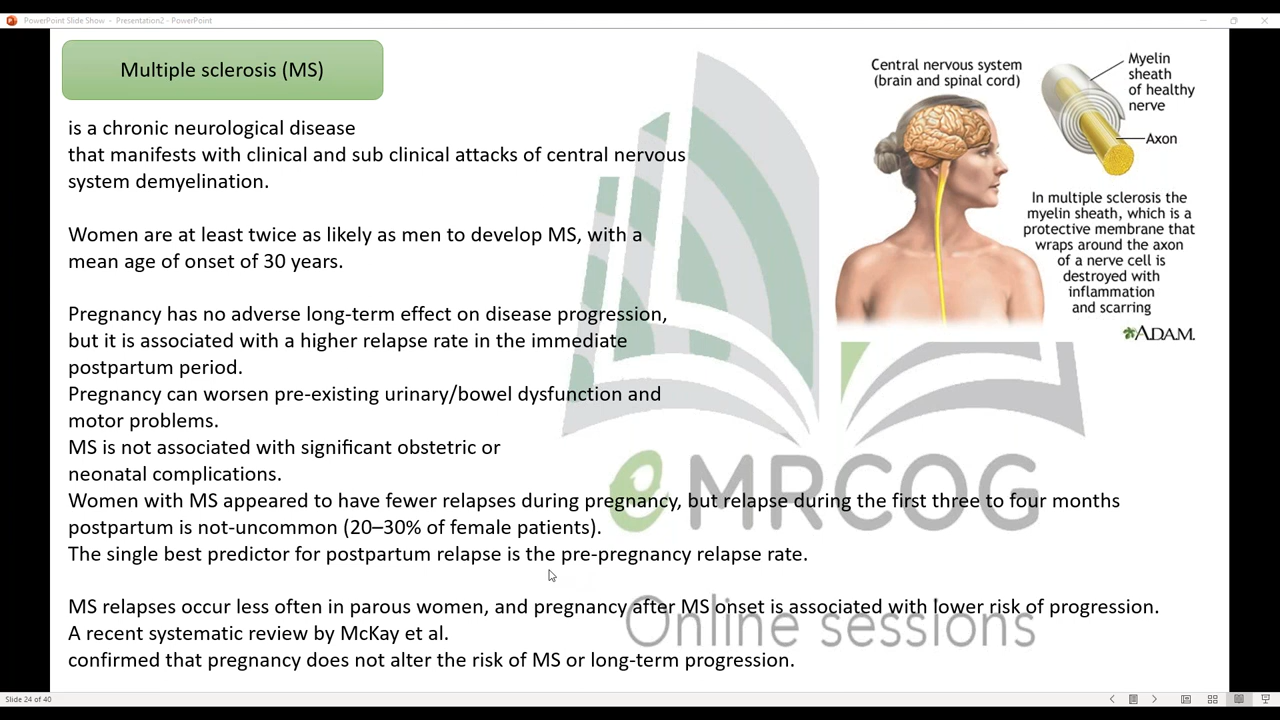 PowerPoint Slide Show - Presentation2 - PowerPoint
Multiple sclerosis (MS)
is a chronic neurological disease
that manifests with clinical and sub clinical attacks of central nervous
system demyelination.
Women are at least twice as likely as men to develop MS, with a
mean age of onset of 30 years.
Pregnancy has no adverse long-term effect on disease progression,
but it is associated with a higher relapse rate in the immediate
postpartum period.
Pregnancy can worsen pre-existing urinary/bowel dysfunction and
motor problems.
MS is not associated with significant obstetric or
neonatal complications.
Women with MS appeared to have fewer relapses during pregnancy, but relapse during the first three to four months
postpartum is not-uncommon (20–30% of female patients).
The single best predictor for postpartum relapse is the pre-pregnancy relapse rate.
MS relapses occur less often in parous women, and pregnancy after MS onset is associated with lower risk of progression.
A recent systematic review by McKay et al.
confirmed that pregnancy does not alter the risk of MS or long-term progression.
Central nervous system
(brain and spinal cord)
Myelin
sheath
of healthy
nerve
Axon
In multiple sclerosis the
myelin sheath, which is a
protective membrane that
wraps around the axon
of a nerve cell is
destroyed with
inflammation
and scarring
ADAM.
eMRCOG
Online sessions
Slide 24 of 40